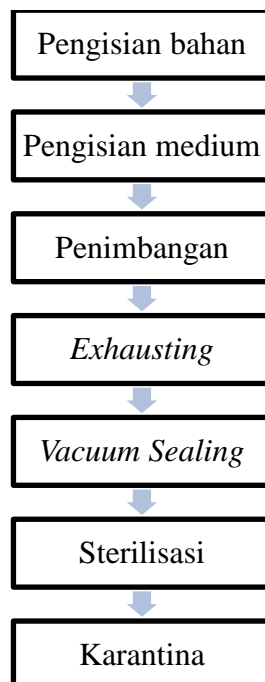 Pengisian bahan
Pengisian medium
Penimbangan
Exhausting
Vacuum Sealing
Sterilisasi
Karantina